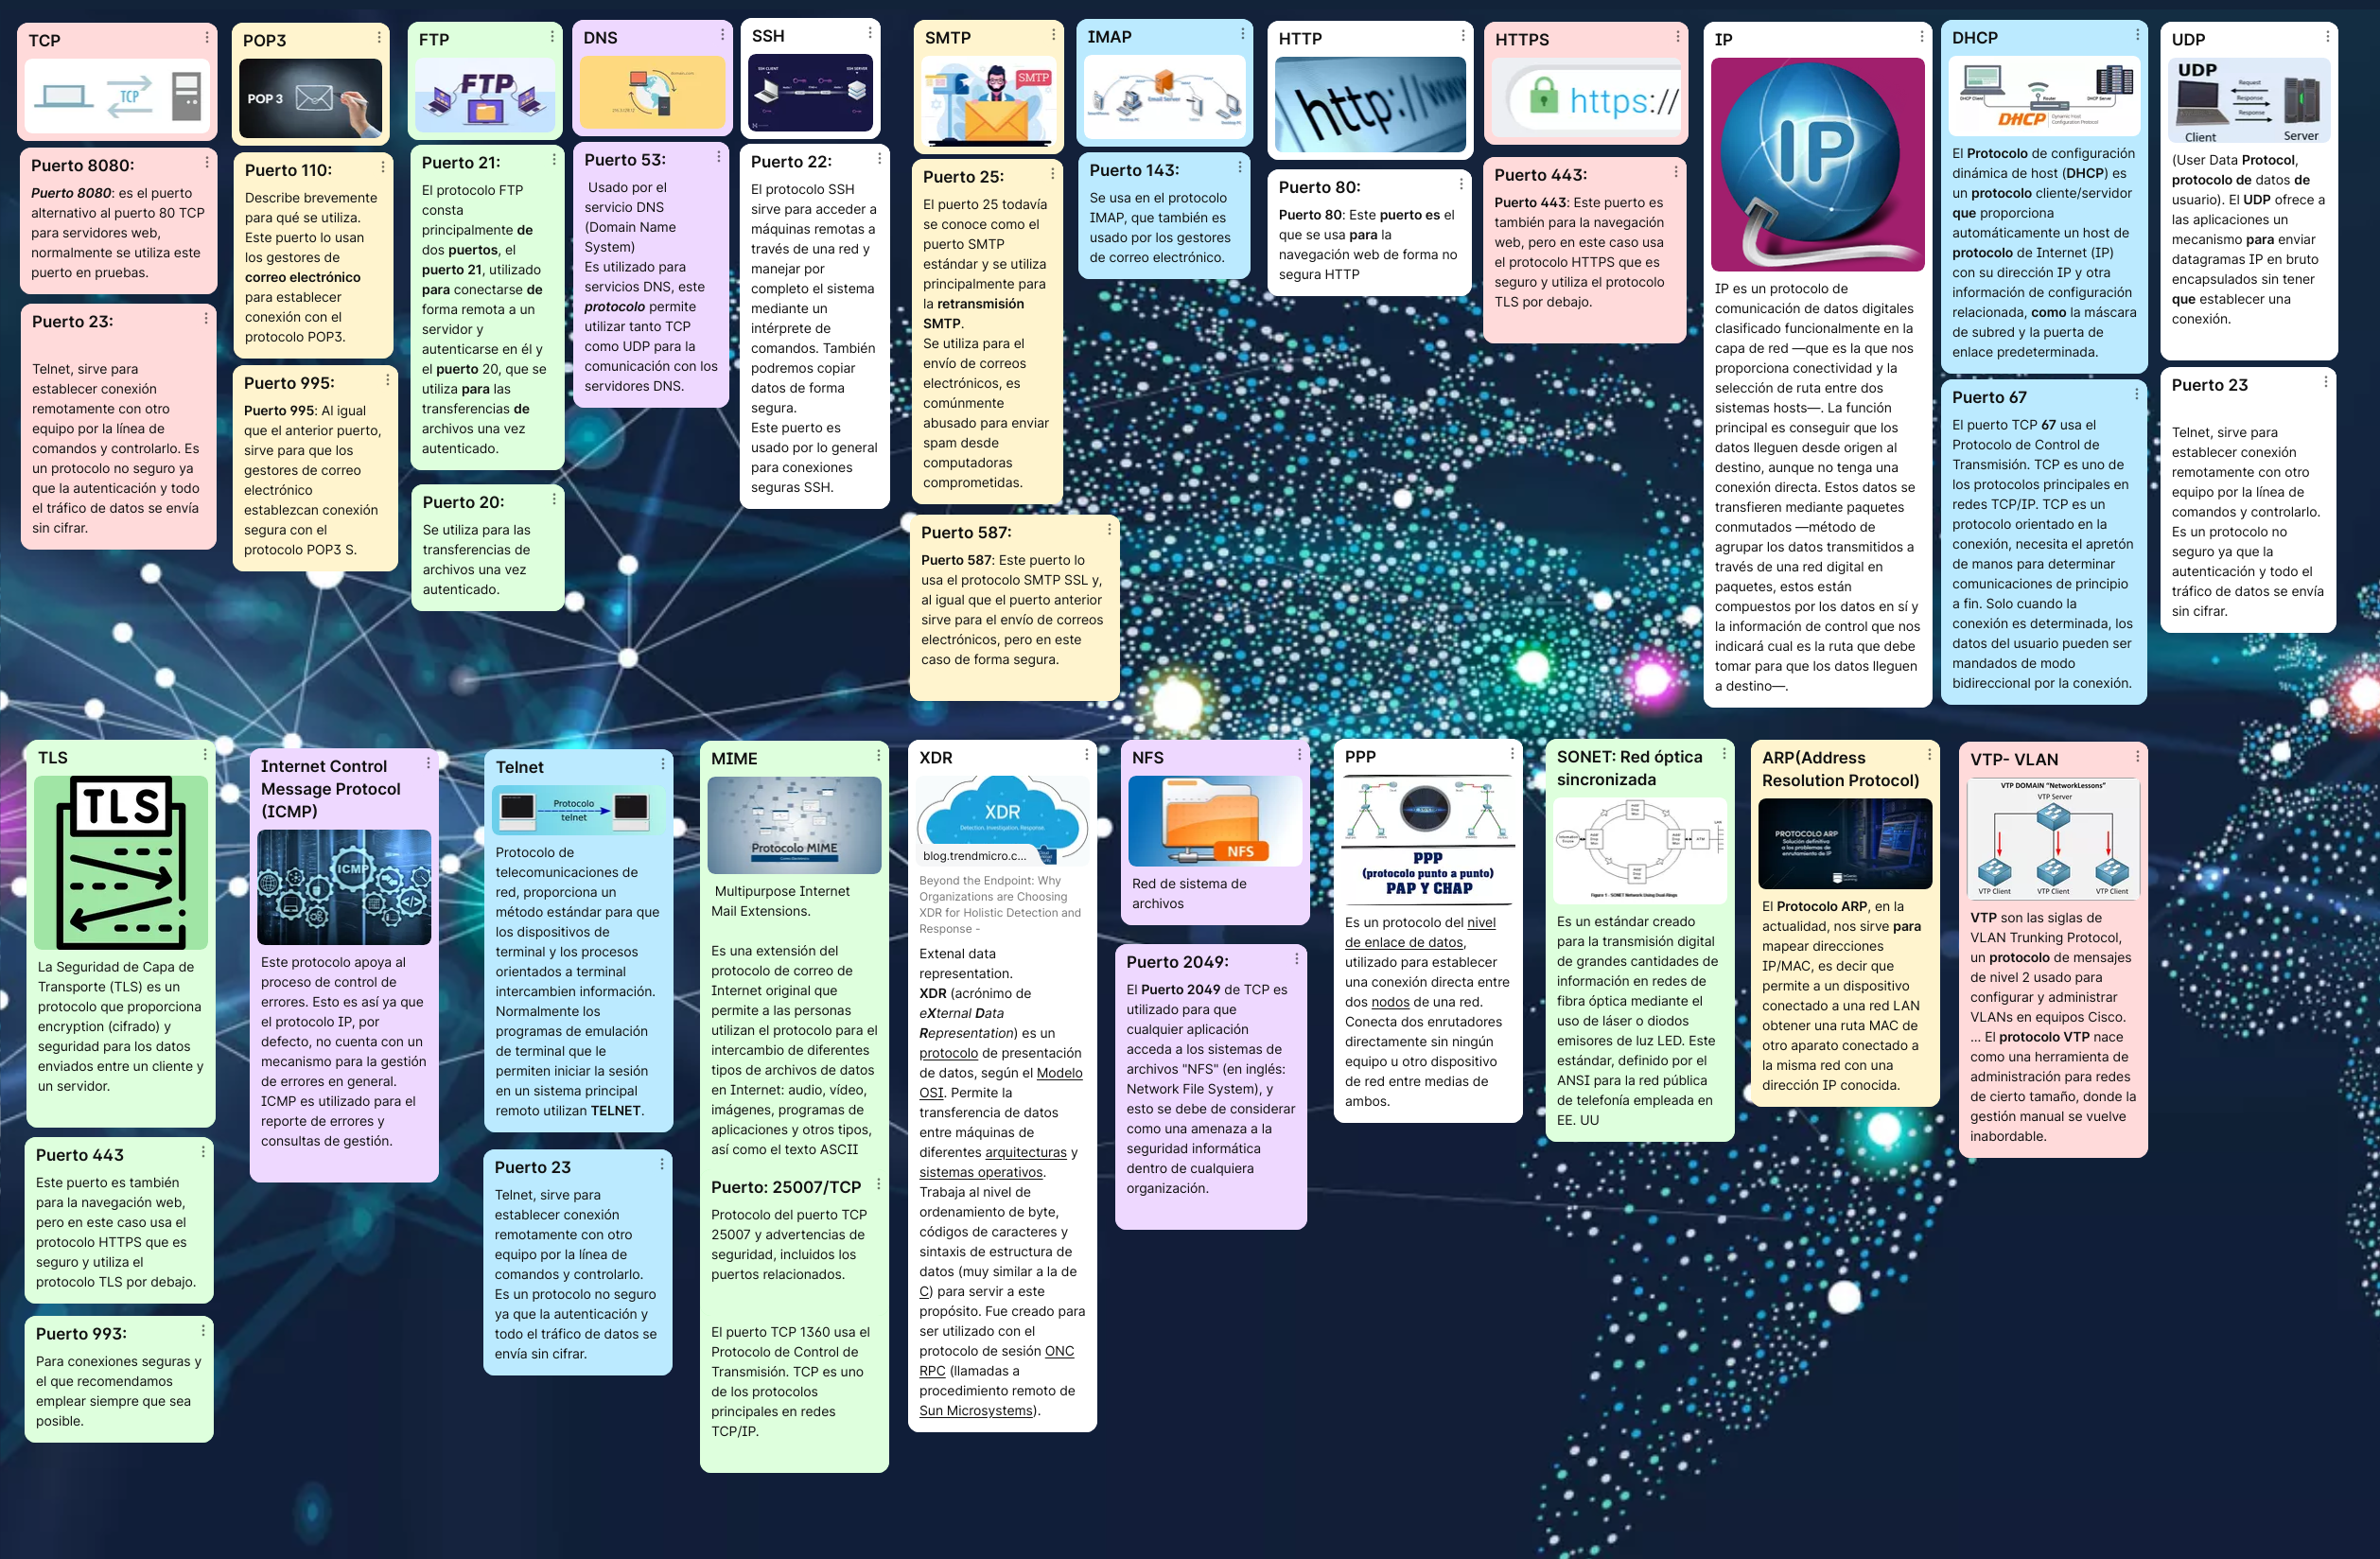 TCP
TCP
Puerto 8080:
Puerto 8080: es el puerto
alternativo al puerto 80 TCP
para servidores web,
normalmente se utiliza este
puerto en pruebas.
Puerto 23:
Telnet, sirve para
establecer conexión
remotamente con otro
equipo por la línea de
comandos y controlarlo. Es
un protocolo no seguro ya
que la autenticación y todo
el tráfico de datos se envía
sin cifrar.
POP3
POP 3
Puerto 110:
Describe brevemente
para qué se utiliza.
Este puerto lo usan
los gestores de
correo electrónico
para establecer
conexión con el
protocolo POP3.
Puerto 995:
Puerto 995: Al igual
que el anterior puerto,
sirve para que los
gestores de correo
electrónico
establezcan conexión
segura con el
protocolo POP3 S.
FTP
FTP
Puerto 21:
El protocolo FTP
consta
principalmente de
dos puertos, el
puerto 21, utilizado
para conectarse de
forma remota a un
servidor y
autenticarse en él y
el puerto 20, que se
utiliza para las
transferencias de
archivos una vez
autenticado.
Puerto 20:
Se utiliza para las
transferencias de
archivos una vez
autenticado.
DNS
Puerto 53:
Usado por el
servicio DNS
(Domain Name
System)
Es utilizado para
servicios DNS, este
protocolo permite
utilizar tanto TCP
como UDP para la
comunicación con los
servidores DNS.
SSH
SSH CLIENT
SSH SERVER
Puerto 22:
El protocolo SSH
sirve para acceder a
máquinas remotas a
través de una red y
manejar por
completo el sistema
mediante un
intérprete de
comandos. También
podremos copiar
datos de forma
segura.
Este puerto es
usado por lo general
para conexiones
seguras SSH.
SMTP
SMTP
Puerto 25:
El puerto 25 todavía
se conoce como el
puerto SMTP
estándar y se utiliza
principalmente para
la retransmisión
SMTP.
Se utiliza para el
envío de correos
electrónicos, es
comúnmente
abusado para enviar
spam desde
computadoras
comprometidas.
Puerto 587:
Puerto 587: Este puerto lo
usa el protocolo SMTP SSL y,
al igual que el puerto anterior
sirve para el envío de correos
electrónicos, pero en este
caso de forma segura.
IMAP
Email Server
Puerto 143:
Se usa en el protocolo
IMAP, que también es
usado por los gestores
de correo electrónico.
HTTP
http://www
Puerto 80:
Puerto 80: Este puerto es el
que se usa para la
navegación web de forma no
segura HTTP
HTTPS
https://
Puerto 443:
Puerto 443: Este puerto es
también para la navegación
web, pero en este caso usa
el protocolo HTTPS que es
seguro y utiliza el protocolo
TLS por debajo.
IP
IP
IP es un protocolo de
comunicación de datos digitales
clasificado funcionalmente en la
capa de red —que es la que nos
proporciona conectividad y la
selección de ruta entre dos
sistemas hosts—. La función
principal es conseguir que los
datos lleguen desde origen al
destino, aunque no tenga una
conexión directa. Estos datos se
transfieren mediante paquetes
conmutados —método de
agrupar los datos transmitidos a
través de una red digital en
paquetes, estos están
compuestos por los datos en sí y
la información de control que nos
indicará cual es la ruta que debe
tomar para que los datos lleguen
a destino—.
DHCP
DHCP Client
Router
DHCP Server
DHCP
Dynamic Host
Configuration Protocol
El Protocolo de configuración
dinámica de host (DHCP) es
un protocolo cliente/servidor
que proporciona
automáticamente un host de
protocolo de Internet (IP)
con su dirección IP y otra
información de configuración
relacionada, como la máscara
de subred y la puerta de
enlace predeterminada.
Puerto 67
El puerto TCP 67 usa el
Protocolo de Control de
Transmisión. TCP es uno de
los protocolos principales en
redes TCP/IP. TCP es un
protocolo orientado en la
conexión, necesita el apretón
de manos para determinar
comunicaciones de principio
a fin. Solo cuando la
conexión es determinada, los
datos del usuario pueden ser
mandados de modo
bidireccional por la conexión.
UDP
UDP
Request
Response
Response
Client
Server
(User Data Protocol,
protocolo de datos de
usuario). El UDP ofrece a
las aplicaciones un
mecanismo para enviar
datagramas IP en bruto
encapsulados sin tener
que establecer una
conexión.
Puerto 23
Telnet, sirve para
establecer conexión
remotamente con otro
equipo por la línea de
comandos y controlarlo.
Es un protocolo no
seguro ya que la
autenticación y todo el
tráfico de datos se envía
sin cifrar.
TLS
TLS
La Seguridad de Capa de
Transporte (TLS) es un
protocolo que proporciona
encryption (cifrado) y
seguridad para los datos
enviados entre un cliente y
un servidor.
Puerto 443
Este puerto es también
para la navegación web,
pero en este caso usa el
protocolo HTTPS que es
seguro y utiliza el
protocolo TLS por debajo.
Puerto 993:
Para conexiones seguras y
el que recomendamos
emplear siempre que sea
posible.
Internet Control
Message Protocol
(ICMP)
ICMP
Este protocolo apoya al
proceso de control de
errores. Esto es así ya que
el protocolo IP, por
defecto, no cuenta con un
mecanismo para la gestión
de errores en general.
ICMP es utilizado para el
reporte de errores y
consultas de gestión.
Telnet
Protocolo
telnet
Protocolo de
telecomunicaciones de
red, proporciona un
método estándar para que
los dispositivos de
terminal y los procesos
orientados a terminal
intercambien información.
Normalmente los
programas de emulación
de terminal que le
permiten iniciar la sesión
en un sistema principal
remoto utilizan TELNET.
Puerto 23
Telnet, sirve para
establecer conexión
remotamente con otro
equipo por la línea de
comandos y controlarlo.
Es un protocolo no seguro
ya que la autenticación y
todo el tráfico de datos se
envía sin cifrar.
MIME
Protocolo MIME
Multipurpose Internet
Mail Extensions.
Es una extensión del
protocolo de correo de
Internet original que
permite a las personas
utilizan el protocolo para el
intercambio de diferentes
tipos de archivos de datos
en Internet: audio, vídeo,
imágenes, programas de
aplicaciones y otros tipos,
así como el texto ASCII
Puerto: 25007/TCP
Protocolo del puerto TCP
25007 y advertencias de
seguridad, incluidos los
puertos relacionados.
El puerto TCP 1360 usa el
Protocolo de Control de
Transmisión. TCP es uno
de los protocolos
principales en redes
TCP/IP.
XDR
XDR
Detection. Investigation. Response.
blog.trendmicro.c...
Beyond the Endpoint: Why
Organizations are Choosing
XDR for Holistic Detection and
Response -
Extenal data
representation.
XDR (acrónimo de
eXternal Data
Representation) es un
protocolo de presentación
de datos, según el Modelo
OSI. Permite la
transferencia de datos
entre máquinas de
diferentes arquitecturas y
sistemas operativos.
Trabaja al nivel de
ordenamiento de byte,
códigos de caracteres y
sintaxis de estructura de
datos (muy similar a la de
C) para servir a este
propósito. Fue creado para
ser utilizado con el
protocolo de sesión ONC
RPC (llamadas a
procedimiento remoto de
Sun Microsystems).
NFS
NFS
Red de sistema de
archivos
Puerto 2049:
El Puerto 2049 de TCP es
utilizado para que
cualquier aplicación
acceda a los sistemas de
archivos "NFS" (en inglés:
Network File System), y
esto se debe de considerar
como una amenaza a la
seguridad informática
dentro de cualquiera
organización.
PPP
PPP
(protocolo punto a punto)
PAP Y CHAP
Es un protocolo del nivel
de enlace de datos,
utilizado para establecer
una conexión directa entre
dos nodos de una red.
Conecta dos enrutadores
directamente sin ningún
equipo u otro dispositivo
de red entre medias de
ambos.
SONET: Red óptica
sincronizada
Figure 1 - SONET Network Using Dual Rings
Es un estándar creado
para la transmisión digital
de grandes cantidades de
información en redes de
fibra óptica mediante el
uso de láser o diodos
emisores de luz LED. Este
estándar, definido por el
ANSI para la red pública
de telefonía empleada en
EE. UU
ARP(Address
Resolution Protocol)
PROTOCOLO ARP
Solución definitiva
a los problemas de
enrutamiento de IP
El Protocolo ARP, en la
actualidad, nos sirve para
mapear direcciones
IP/MAC, es decir que
permite a un dispositivo
conectado a una red LAN
obtener una ruta MAC de
otro aparato conectado a
la misma red con una
dirección IP conocida.
VTP- VLAN
VTP DOMAIN "NetworkLessons"
VTP Server
VTP Client VTP Client VTP Client
VTP son las siglas de
VLAN Trunking Protocol,
un protocolo de mensajes
de nivel 2 usado para
configurar y administrar
VLANs en equipos Cisco.
... El protocolo VTP nace
como una herramienta de
administración para redes
de cierto tamaño, donde la
gestión manual se vuelve
inabordable.